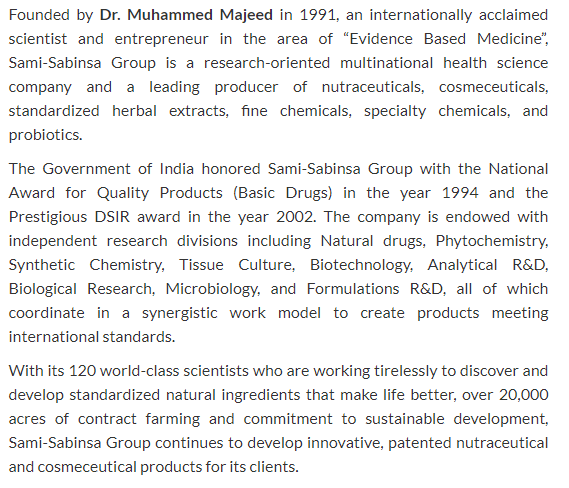 Founded by Dr. Muhammed Majeed in 1991, an internationally acclaimed
scientist and entrepreneur in the area of “Evidence Based Medicine”,
Sami-Sabinsa Group is a research-oriented multinational health science
company and a leading producer of nutraceuticals, cosmeceuticals,
standardized herbal extracts, fine chemicals, specialty chemicals, and
probiotics.
The Government of India honored Sami-Sabinsa Group with the National
Award for Quality Products (Basic Drugs) in the year 1994 and the
Prestigious DSIR award in the year 2002. The company is endowed with
independent research divisions including Natural drugs, Phytochemistry,
Synthetic Chemistry, Tissue Culture, Biotechnology, Analytical R&D,
Biological Research, Microbiology, and Formulations R&D, all of which
coordinate in a synergistic work model to create products meeting
international standards.
With its 120 world-class scientists who are working tirelessly to discover and
develop standardized natural ingredients that make life better, over 20,000
acres of contract farming and commitment to sustainable development,
Sami-Sabinsa Group continues to develop innovative, patented nutraceutical
and cosmeceutical products for its clients.